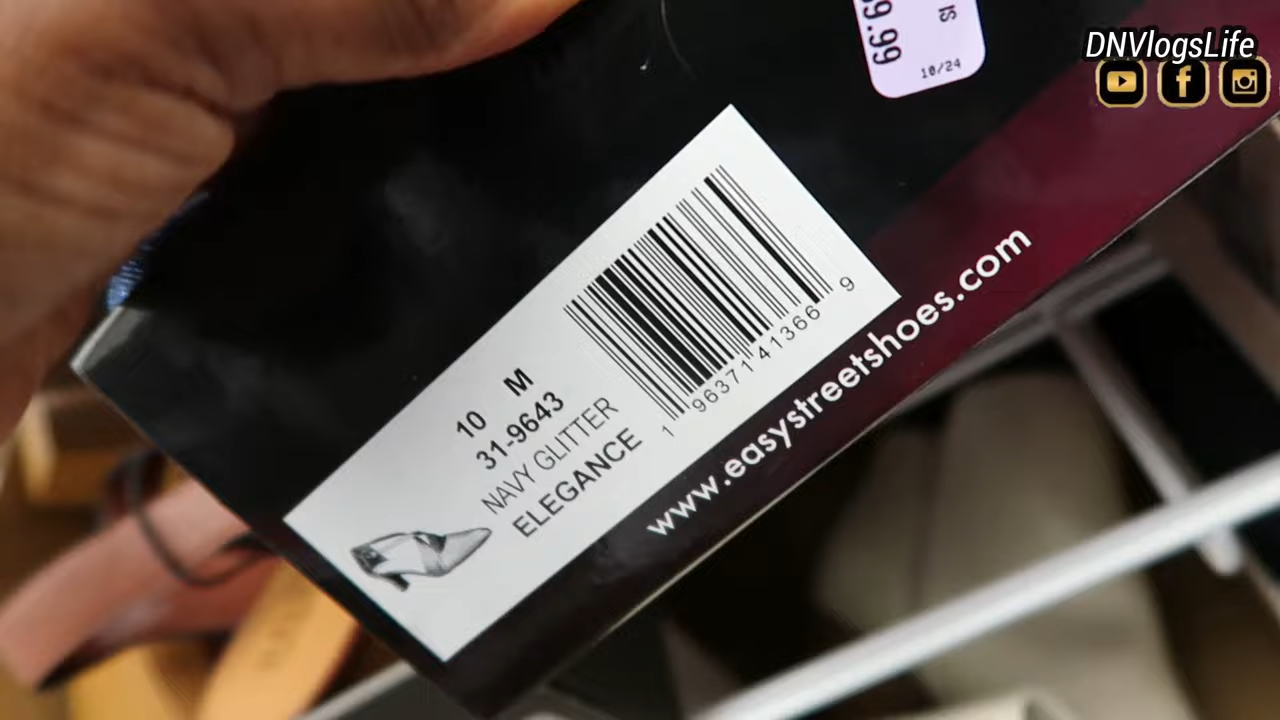 DNVlogsLife
9.99
10/24
10 M
31-9643
NAVY GLITTER
ELEGANCE
1 96371 41366 9
www.easystreetshoes.com